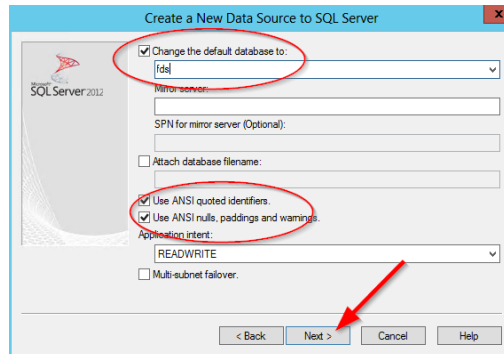 Create a New Data Source to SQL Server
x
Change the default database to:
fds
Mirror server:
SPN for mirror server (Optional):
Attach database filename:
Use ANSI quoted identifiers.
Use ANSI nulls, paddings and warnings.
Application intent:
READWRITE
Multi-subnet failover.
Microsoft
SQL Server 2012
< Back Next > Cancel Help